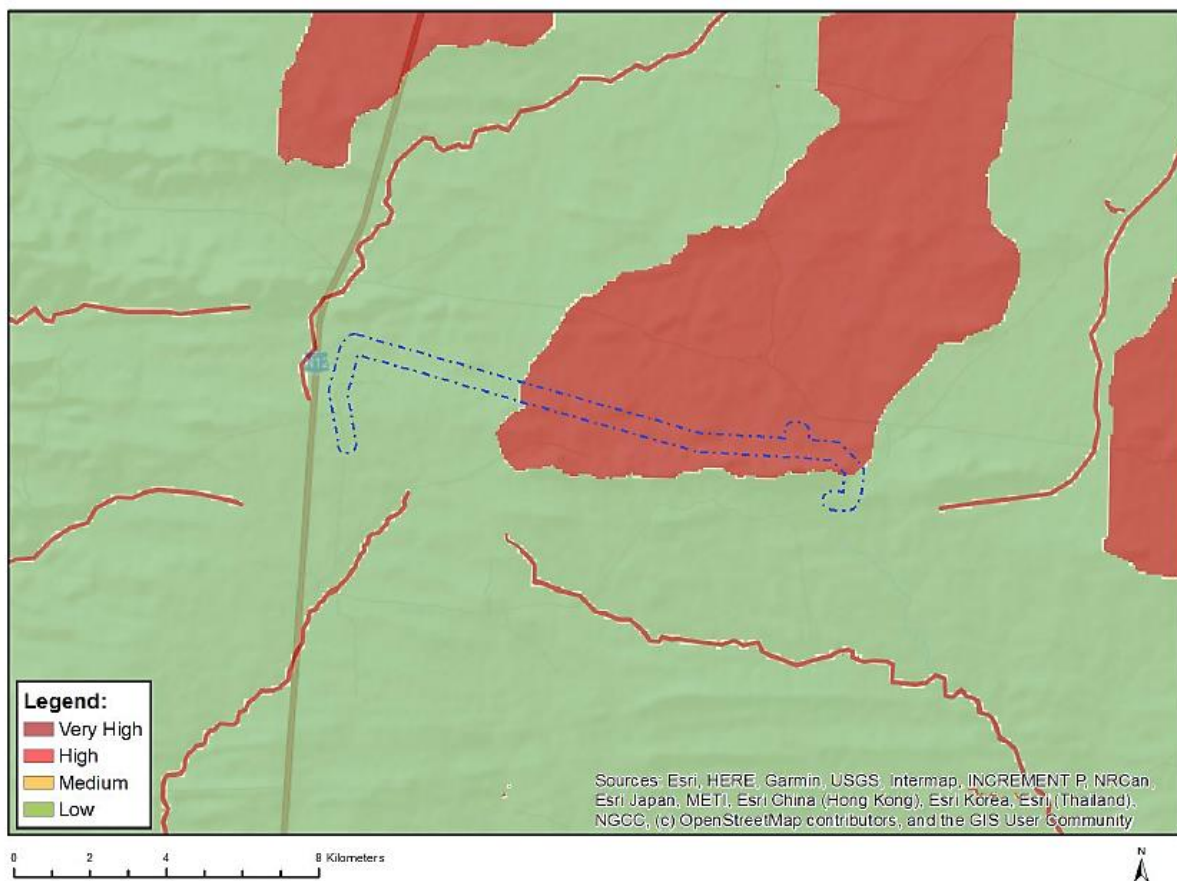 Legend:
Very High
High
Medium
Low
Sources: Esri, HERE, Garmin, USGS, Intermap, INCREMENT P, NRCan,
Esri Japan, METI, Esri China (Hong Kong), Esri Korea, Esri (Thailand),
NGCC, (c) OpenStreetMap contributors, and the GIS User Community
0 2 4 8 Kilometers
N